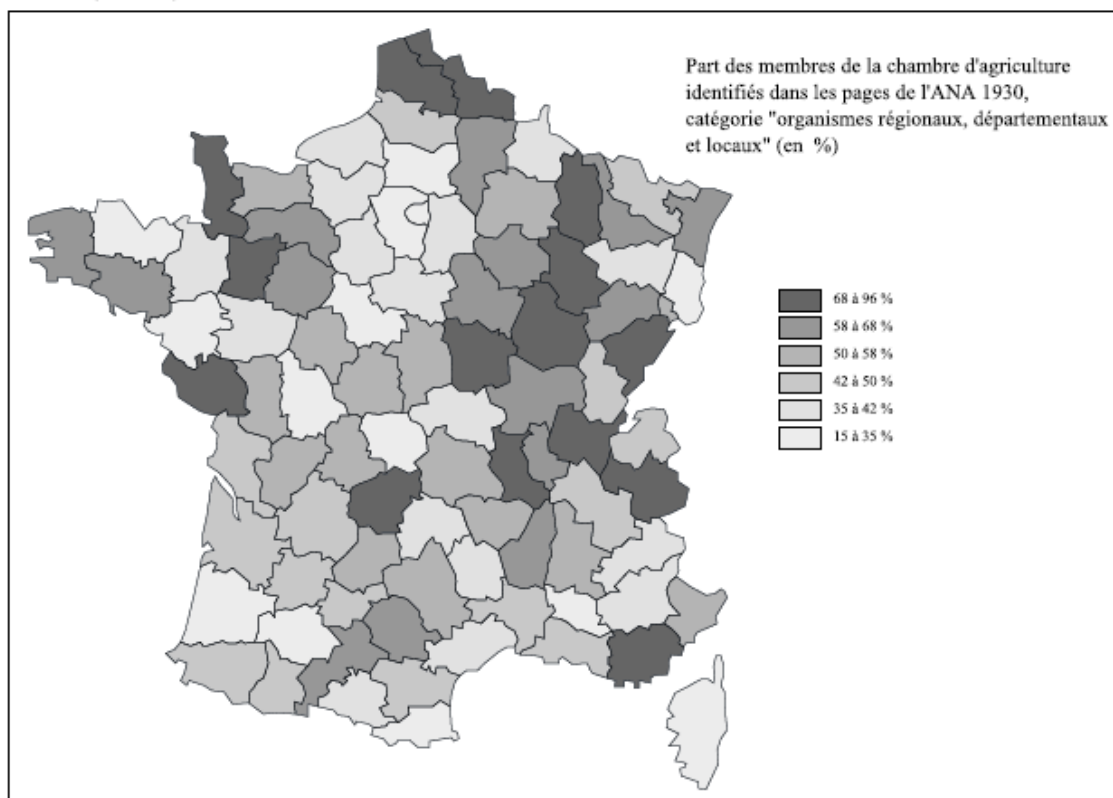 Part des membres de la chambre d'agriculture
identifiés dans les pages de l'ANA 1930,
catégorie "organismes régionaux, départementaux
et locaux" (en %)
68 à 96 %
58 à 68 %
50 à 58 %
42 à 50 %
35 à 42 %
15 à 35 %